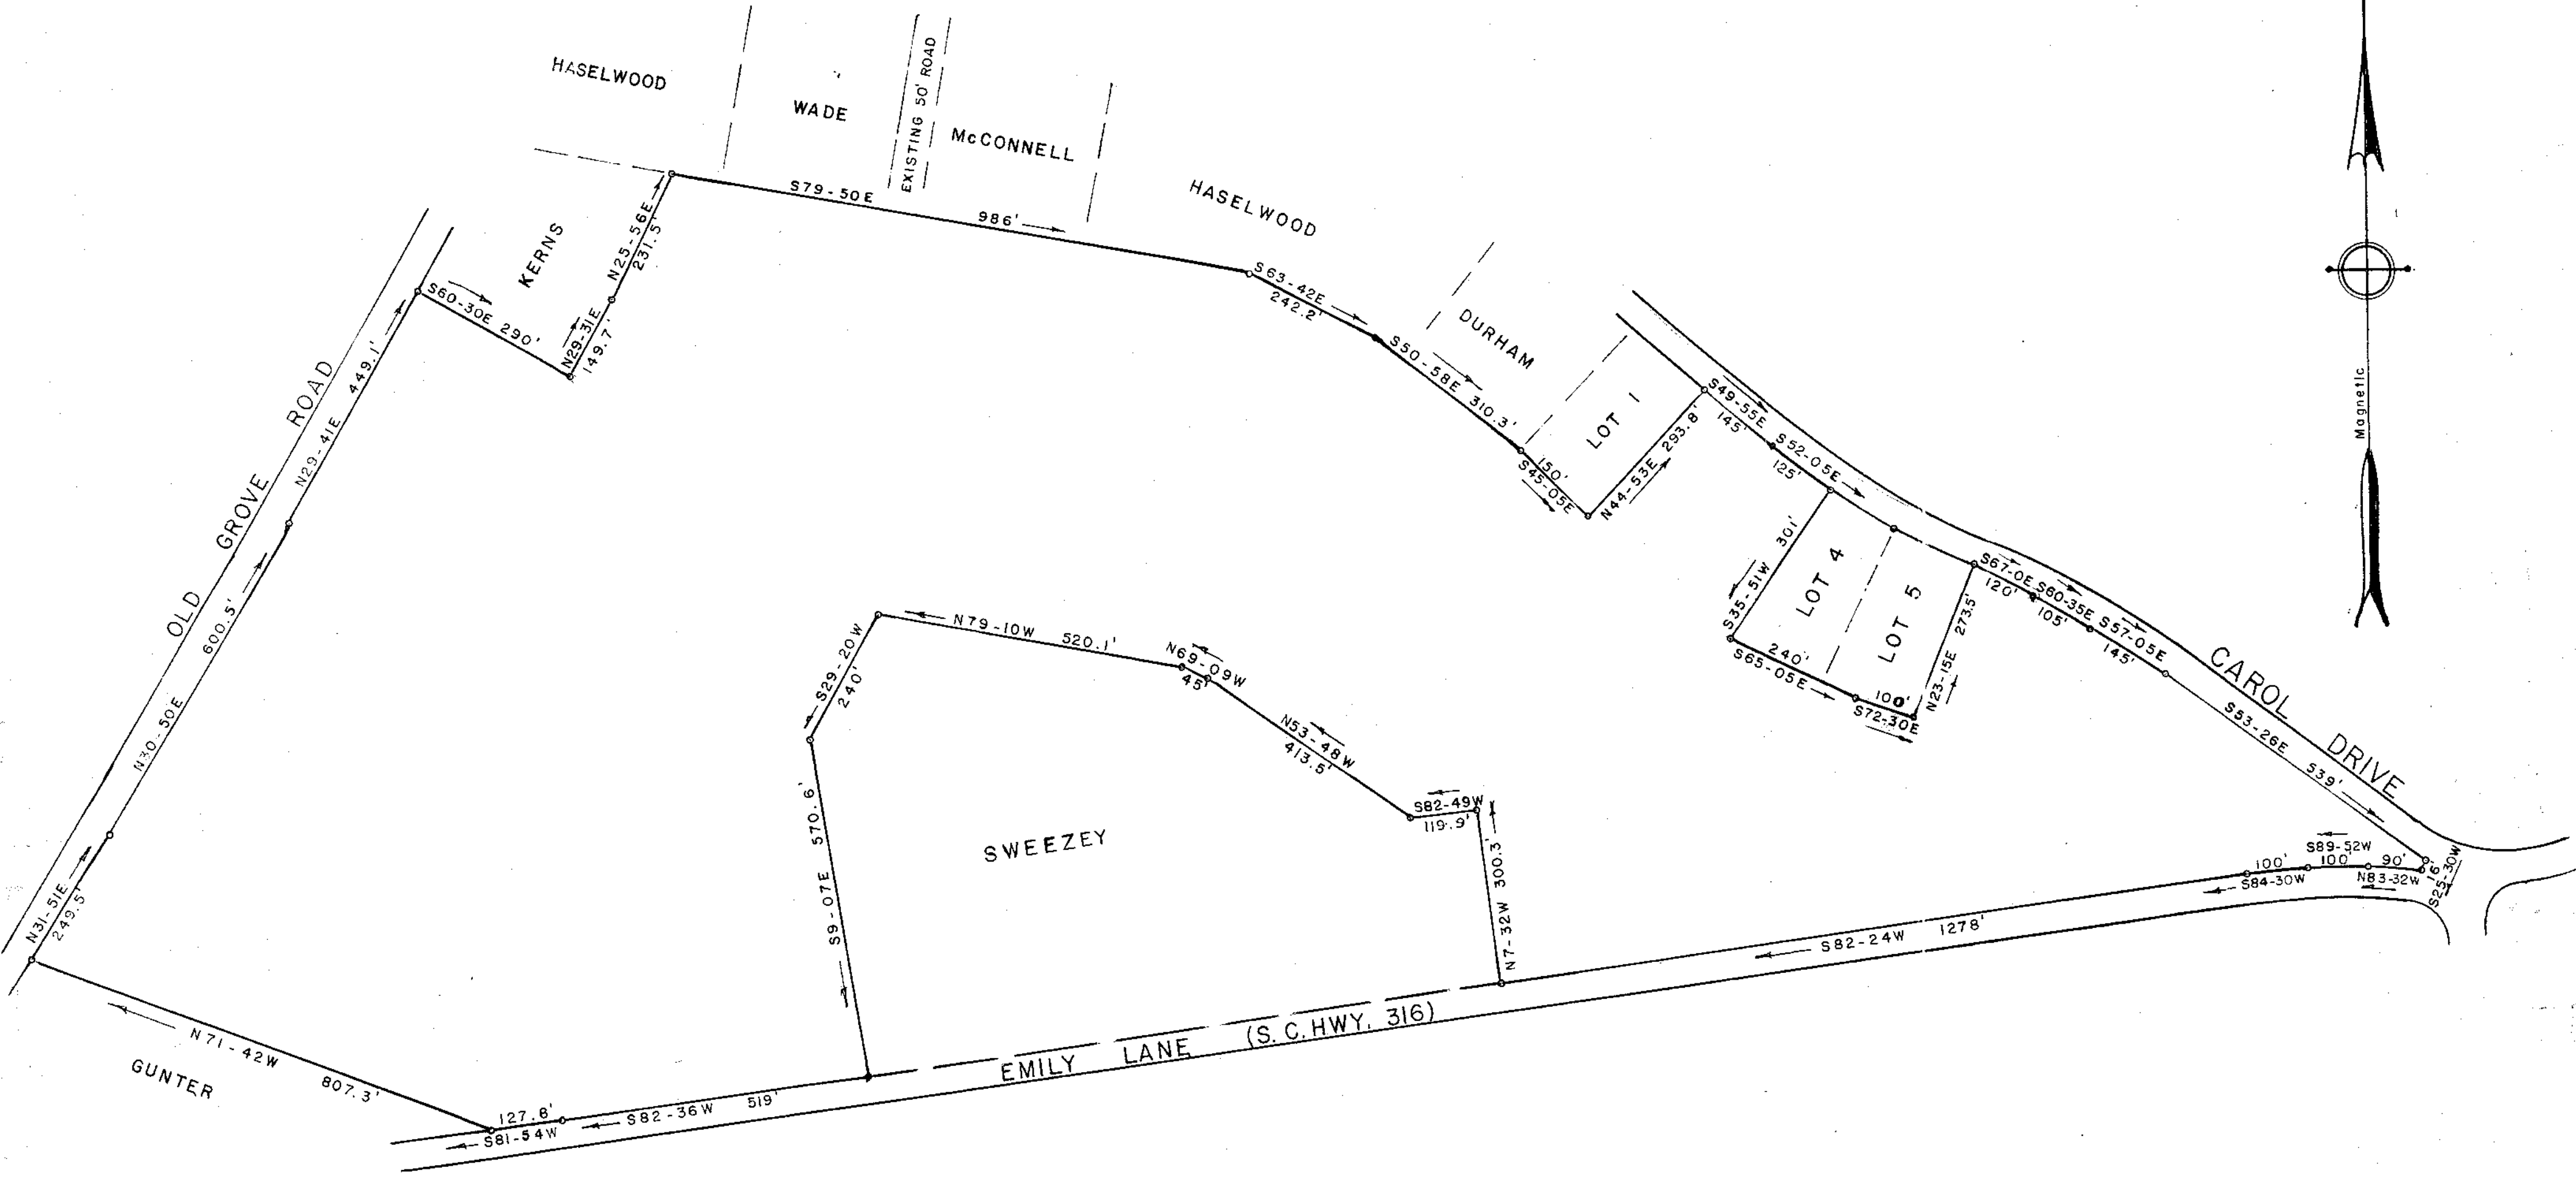 HASELWOOD
WADE
EXISTING 50' ROAD
McCONNELL
HASELWOOD
DURHAM
KERNS
S79-50E 986'
S63-42E
242.2'
S50-58E 310.3'
150'
S45-05E
LOT 1
N44-53E 293.8'
S49-55E
145'
S52-05E
125'
S35-51W 301'
LOT 4
LOT 5
240'
S65-05E
100'
S72-30E
N23-15E 273.5'
S67-0E
120'
S60-35E
105'
S57-05E
145'
CAROL DRIVE
S53-26E 539'
16'
S25-30W
90'
N83-32W
S89-52W
100'
100'
S84-30W
S82-24W 1278'
N7-32W 300.3'
S82-49W
119.9'
N53-48W
413.5'
N69-09W
45'
N79-10W 520.1'
S29-20W
240'
S9-07E 570.6'
SWEEZEY
EMILY LANE (S.C. HWY. 316)
S82-36W 519'
127.8'
S81-54W
N71-42W 807.3'
GUNTER
N31-51E
249.5'
N30-50E 600.5'
OLD GROVE ROAD
N29-41E 449.1'
S60-30E 290'
N29-31E
149.7'
N25-56E
231.5'
Magnetic